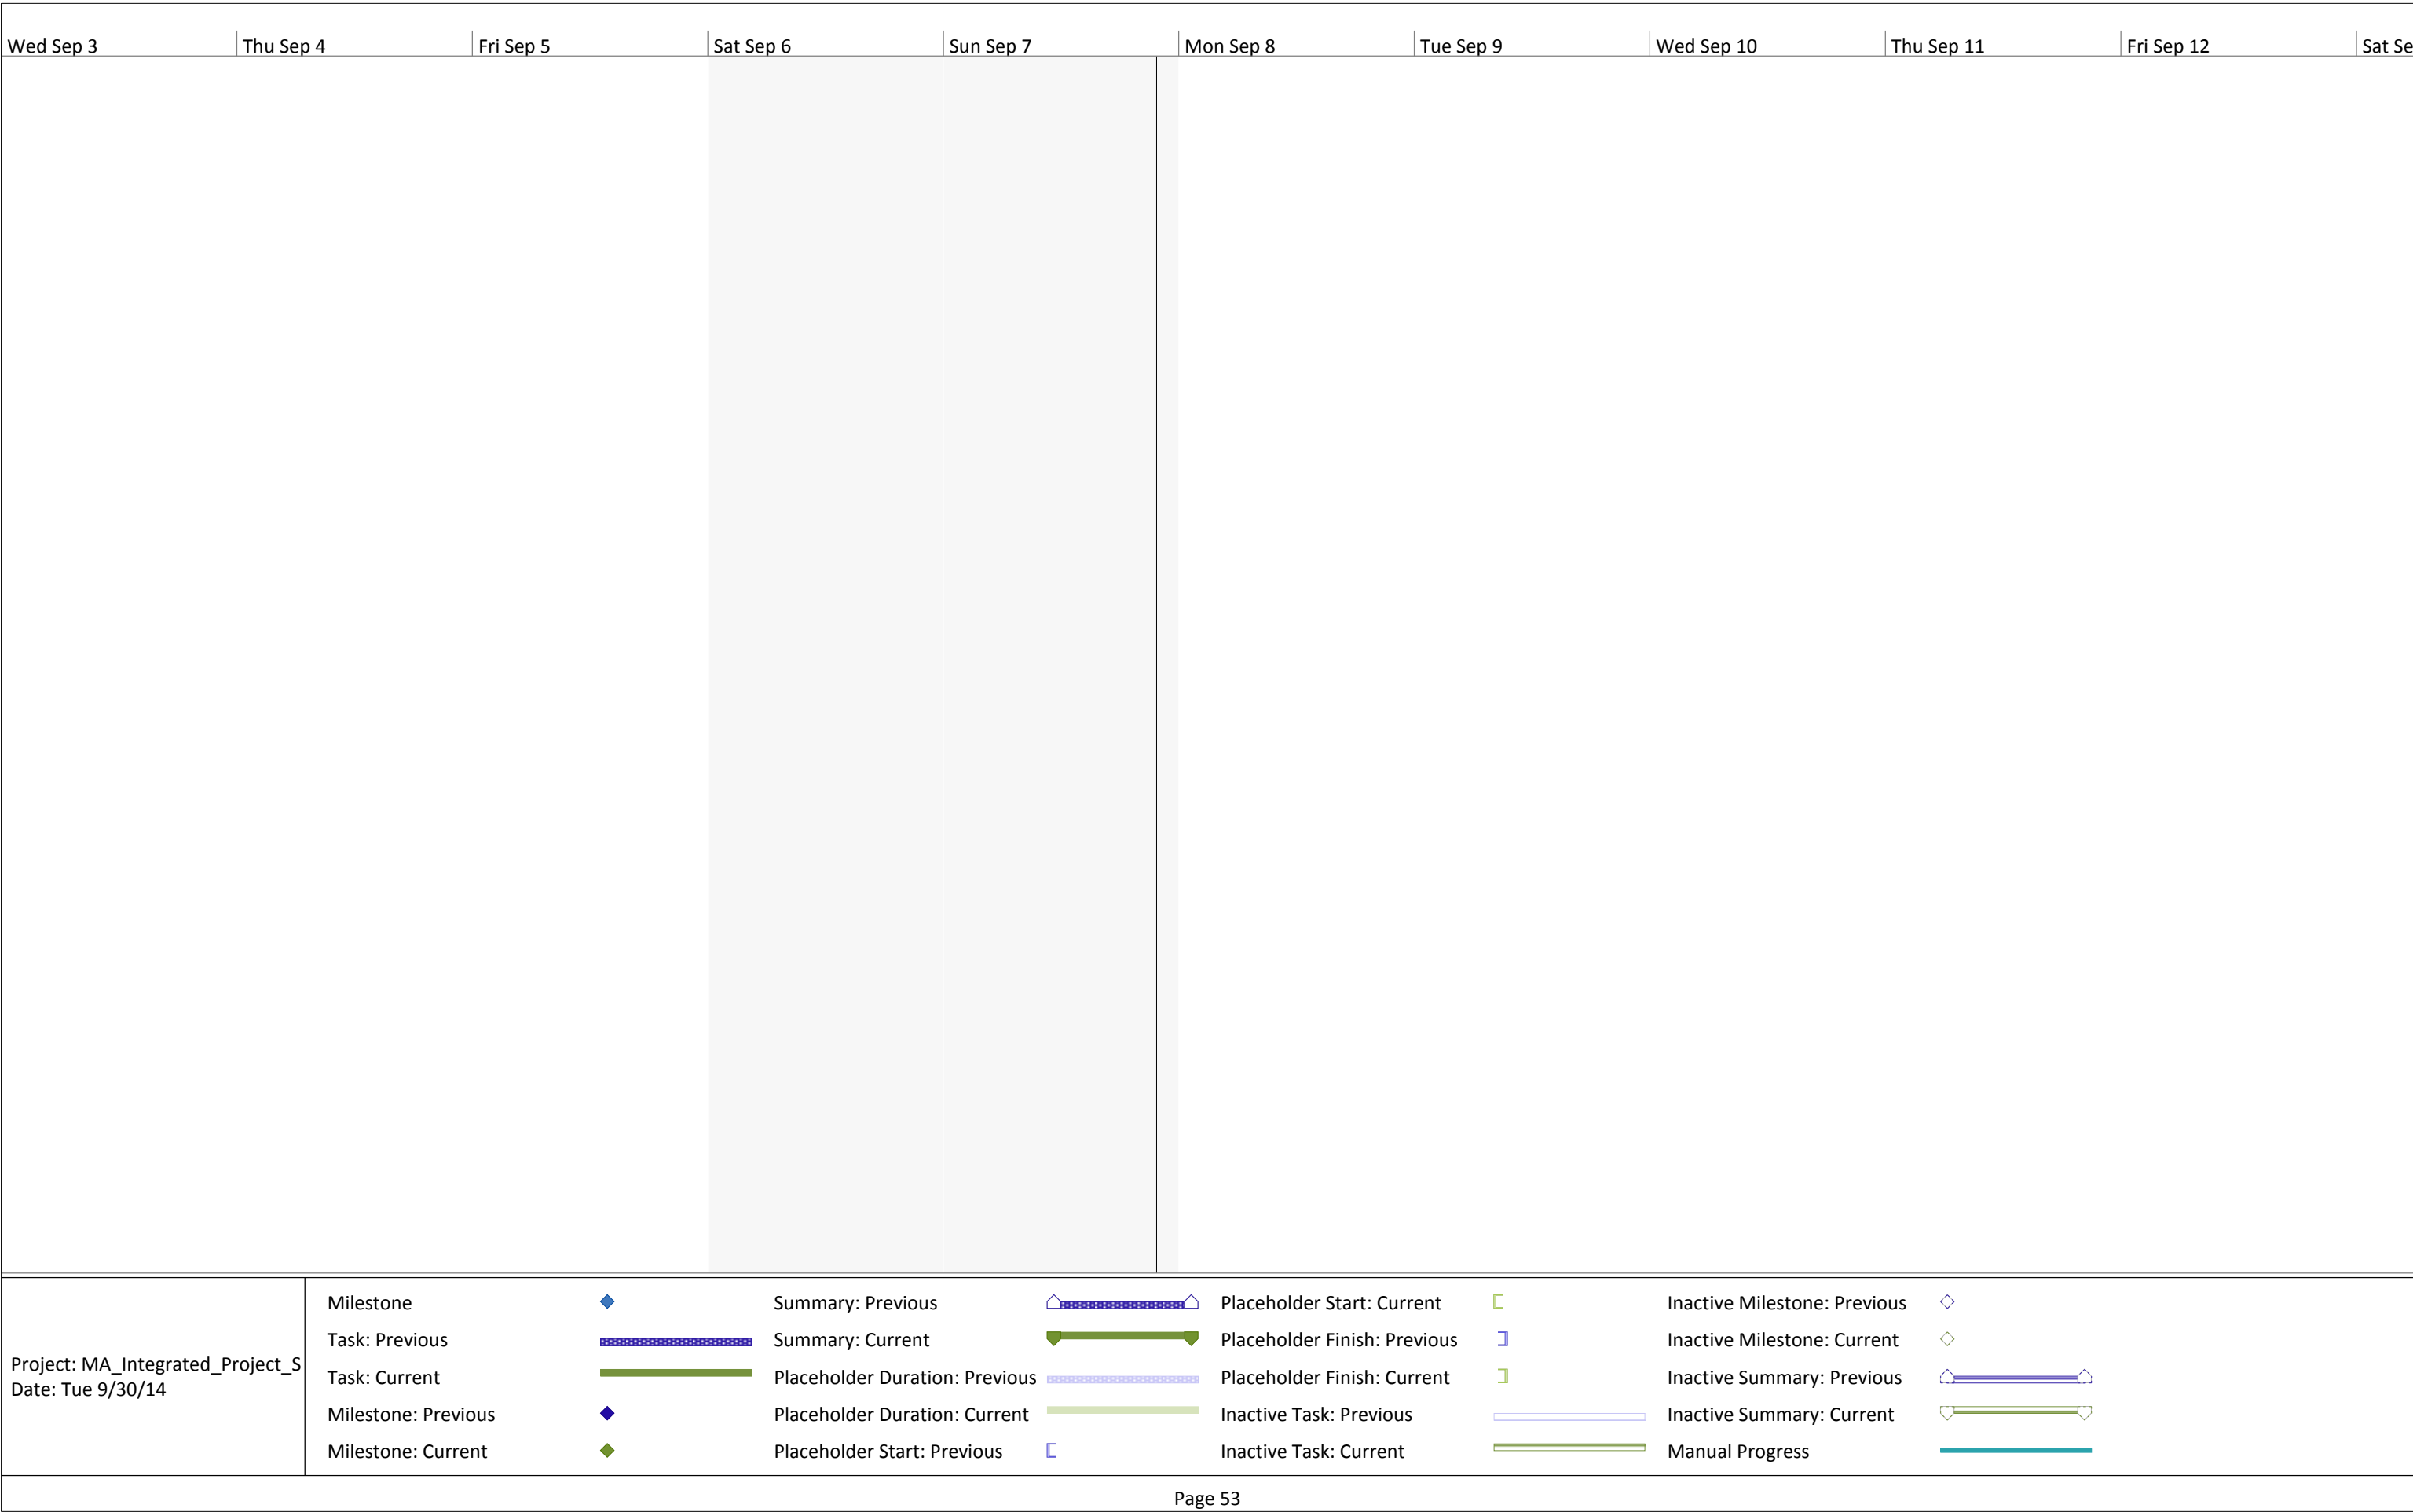 Wed Sep 3 Thu Sep 4 Fri Sep 5 Sat Sep 6 Sun Sep 7 Mon Sep 8 Tue Sep 9 Wed Sep 10 Thu Sep 11 Fri Sep 12 Sat Se
Project: MA_Integrated_Project_S
Date: Tue 9/30/14
Milestone
Task: Previous
Task: Current
Milestone: Previous
Milestone: Current
Summary: Previous
Summary: Current
Placeholder Duration: Previous
Placeholder Duration: Current
Placeholder Start: Previous
Placeholder Start: Current
Placeholder Finish: Previous
Placeholder Finish: Current
Inactive Task: Previous
Inactive Task: Current
Inactive Milestone: Previous
Inactive Milestone: Current
Inactive Summary: Previous
Inactive Summary: Current
Manual Progress
Page 53